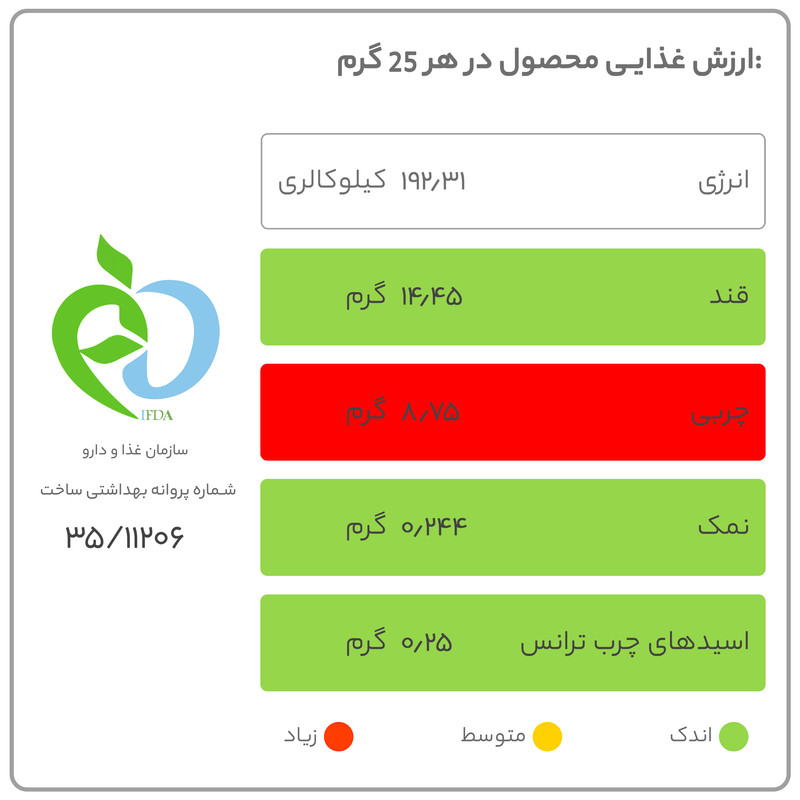 ارزش غذایی محصول در هر 25 گرم:
انرژی ۱۹۲٫۳۱ کیلوکالری
قند ۱۴٫۴۵ گرم
چربی ۸٫۷۵ گرم
نمک ۰٫۲۴۴ گرم
اسیدهای چرب ترانس ۰٫۲۵ گرم
اندک
متوسط
زیاد
IFDA
سازمان غذا و دارو
شماره پروانه بهداشتی ساخت
۳۵/۱۱۲۰۶